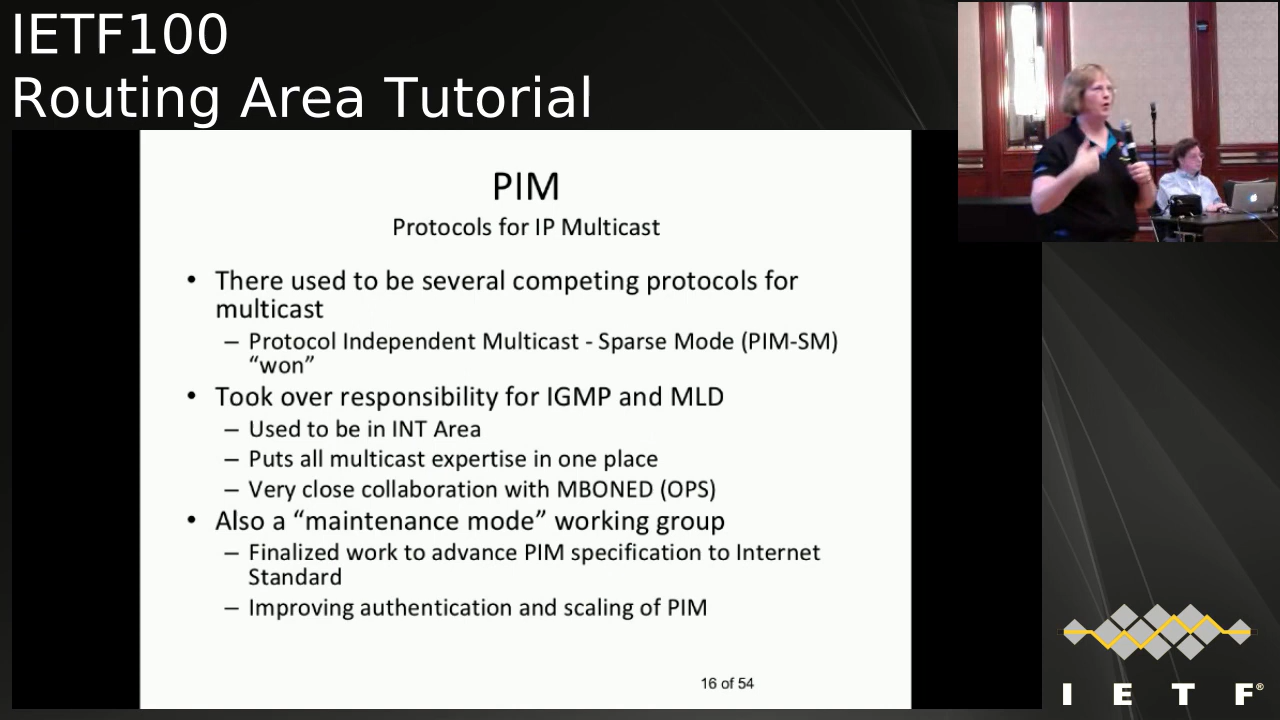 IETF100
Routing Area Tutorial
PIM
Protocols for IP Multicast
• There used to be several competing protocols for
multicast
– Protocol Independent Multicast - Sparse Mode (PIM-SM)
“won”
• Took over responsibility for IGMP and MLD
– Used to be in INT Area
– Puts all multicast expertise in one place
– Very close collaboration with MBONED (OPS)
• Also a “maintenance mode” working group
– Finalized work to advance PIM specification to Internet
Standard
– Improving authentication and scaling of PIM
16 of 54
I E T F®